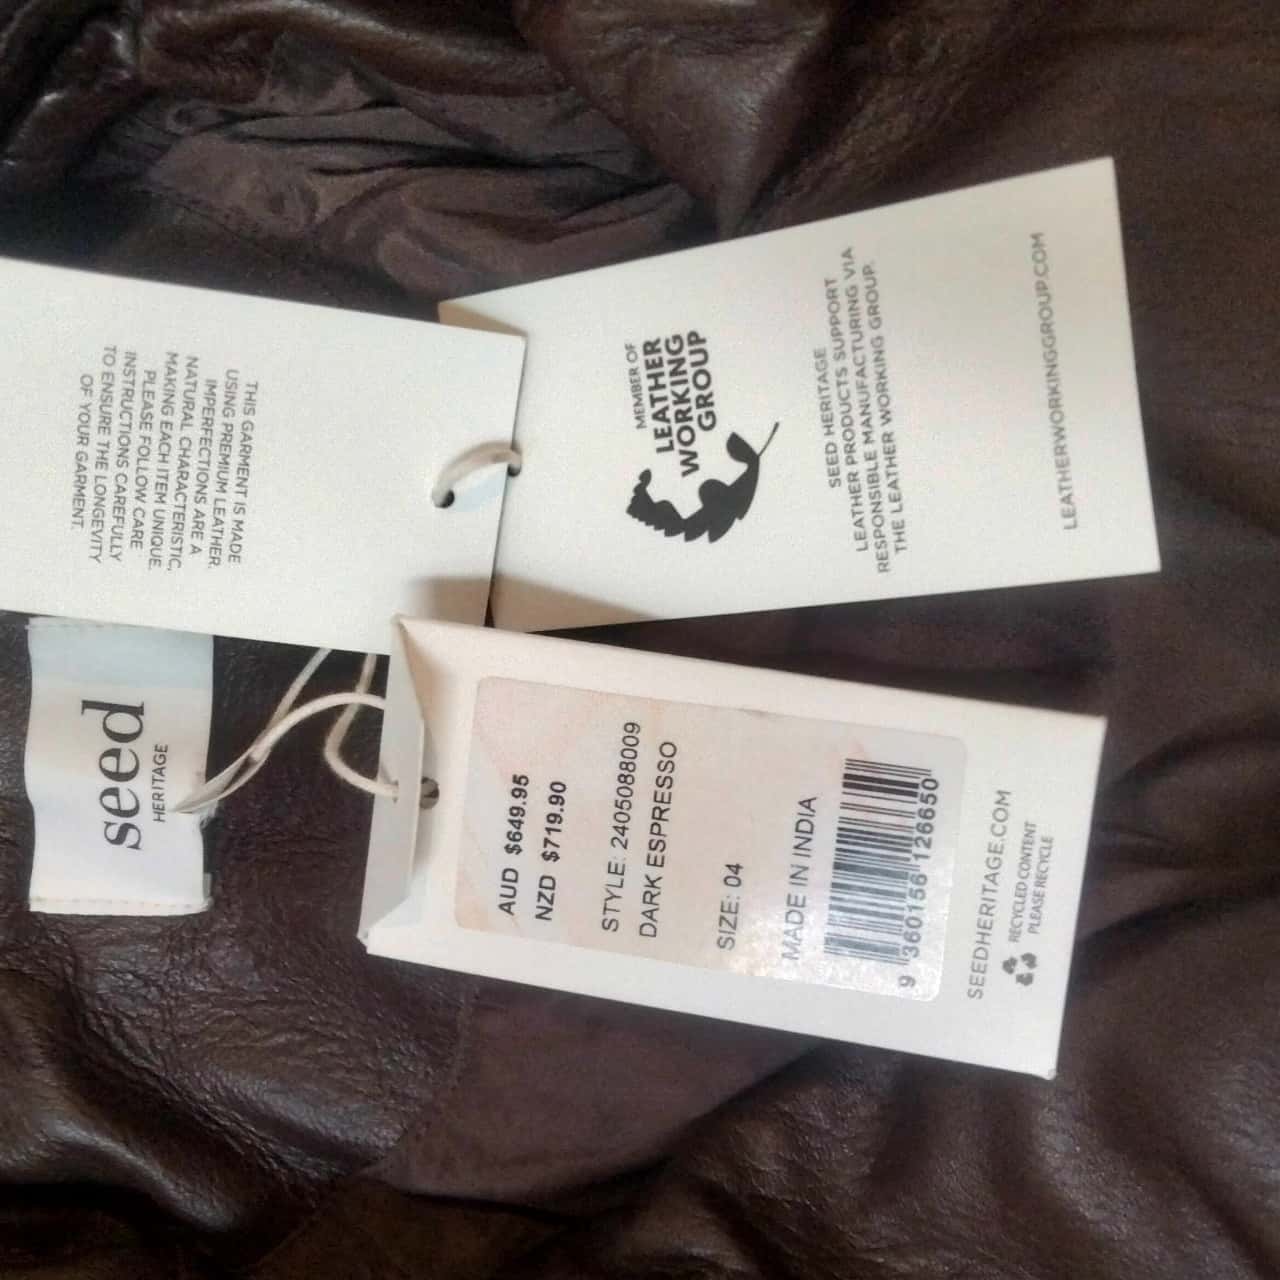 THIS GARMENT IS MADE
USING PREMIUM LEATHER.
IMPERFECTIONS ARE A
NATURAL CHARACTERISTIC,
MAKING EACH ITEM UNIQUE.
PLEASE FOLLOW CARE
INSTRUCTIONS CAREFULLY
TO ENSURE THE LONGEVITY
OF YOUR GARMENT.
MEMBER OF
LEATHER
WORKING
GROUP
SEED HERITAGE
LEATHER PRODUCTS SUPPORT
RESPONSIBLE MANUFACTURING VIA
THE LEATHER WORKING GROUP.
LEATHERWORKINGGROUP.COM
seed
HERITAGE
AUD $649.95
NZD $719.90
STYLE: 2405088009
DARK ESPRESSO
SIZE: 04
MADE IN INDIA
9 360156 126650
SEEDHERITAGE.COM
RECYCLED CONTENT
PLEASE RECYCLE